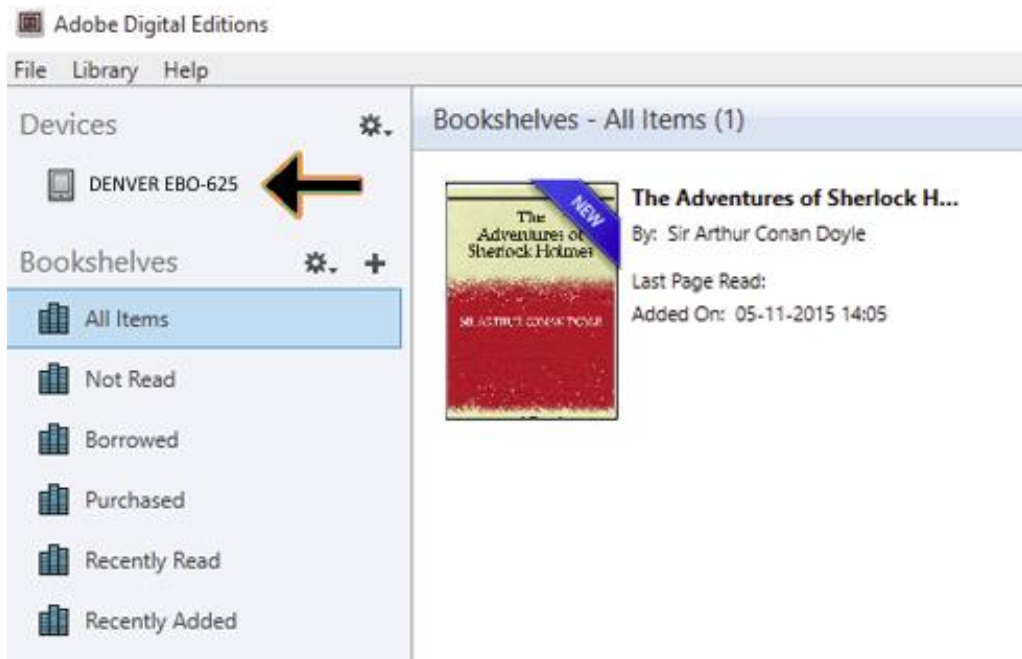 Adobe Digital Editions
File Library Help
Devices
DENVER EBO-625
Bookshelves
All Items
Not Read
Borrowed
Purchased
Recently Read
Recently Added
Bookshelves - All Items (1)
The
Adventures of
Sherlock Holmes
SIR ARTHUR CONAN DOYLE
NEW
The Adventures of Sherlock H...
By: Sir Arthur Conan Doyle
Last Page Read:
Added On: 05-11-2015 14:05